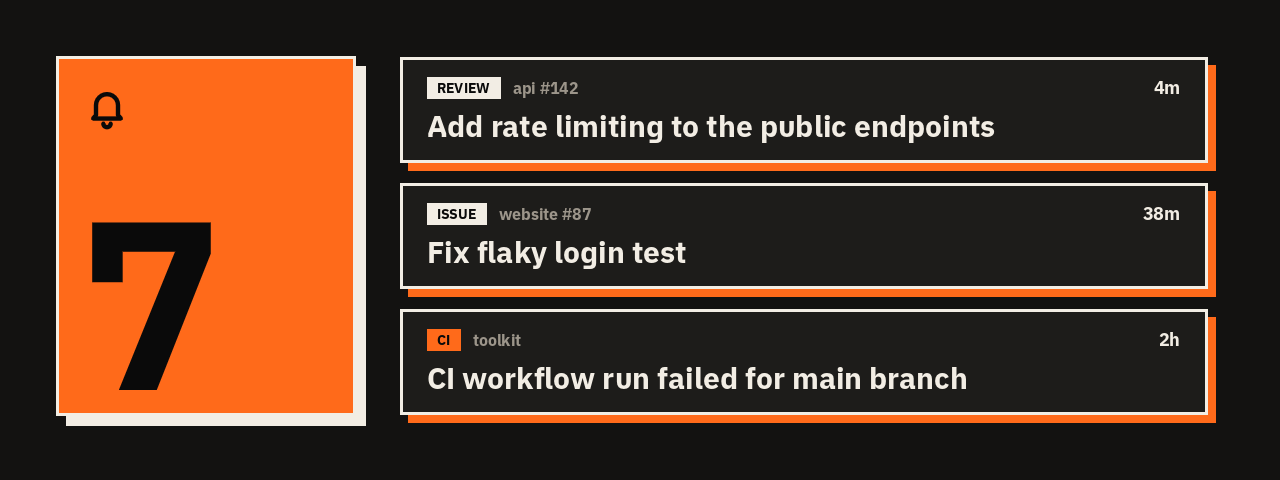 7
REVIEW api #142 4m
Add rate limiting to the public endpoints
ISSUE website #87 38m
Fix flaky login test
CI toolkit 2h
CI workflow run failed for main branch